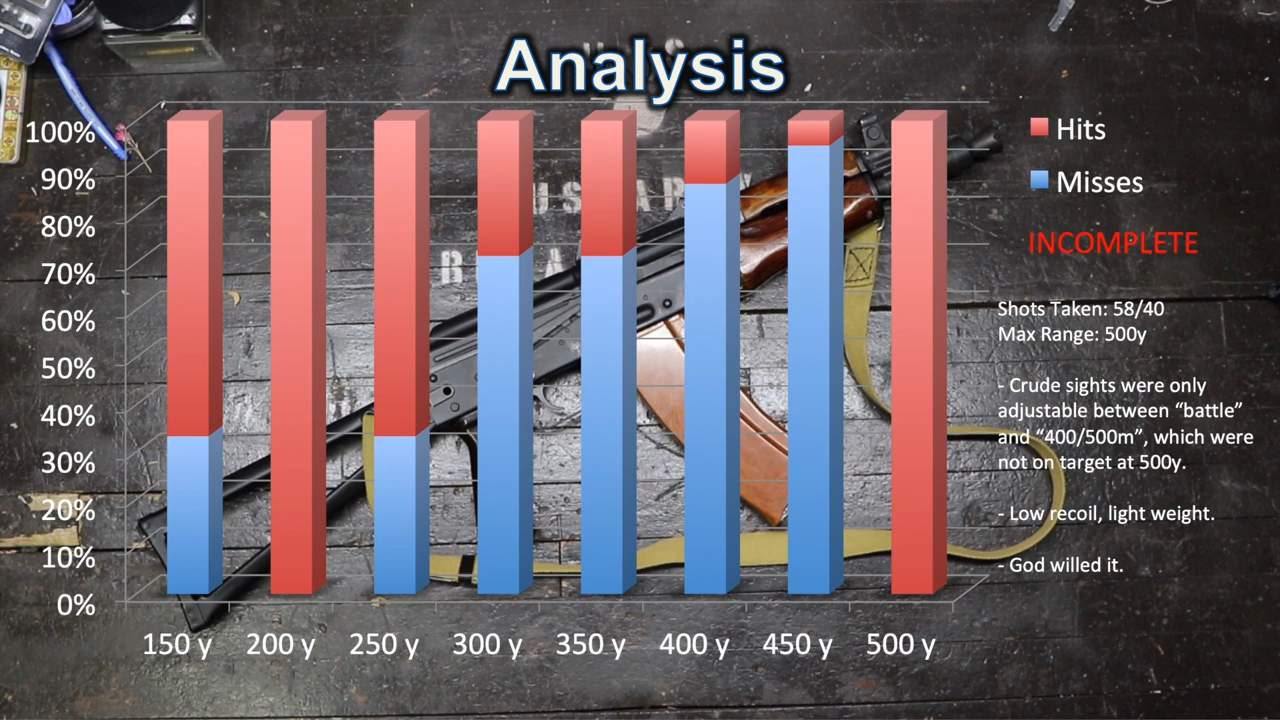 Analysis
100%
90%
80%
70%
60%
50%
40%
30%
20%
10%
0%
150 y
200 y
250 y
300 y
350 y
400 y
450 y
500 y
Hits
Misses
INCOMPLETE
Shots Taken: 58/40
Max Range: 500y
- Crude sights were only
adjustable between “battle”
and “400/500m”, which were
not on target at 500y.
- Low recoil, light weight.
- God willed it.